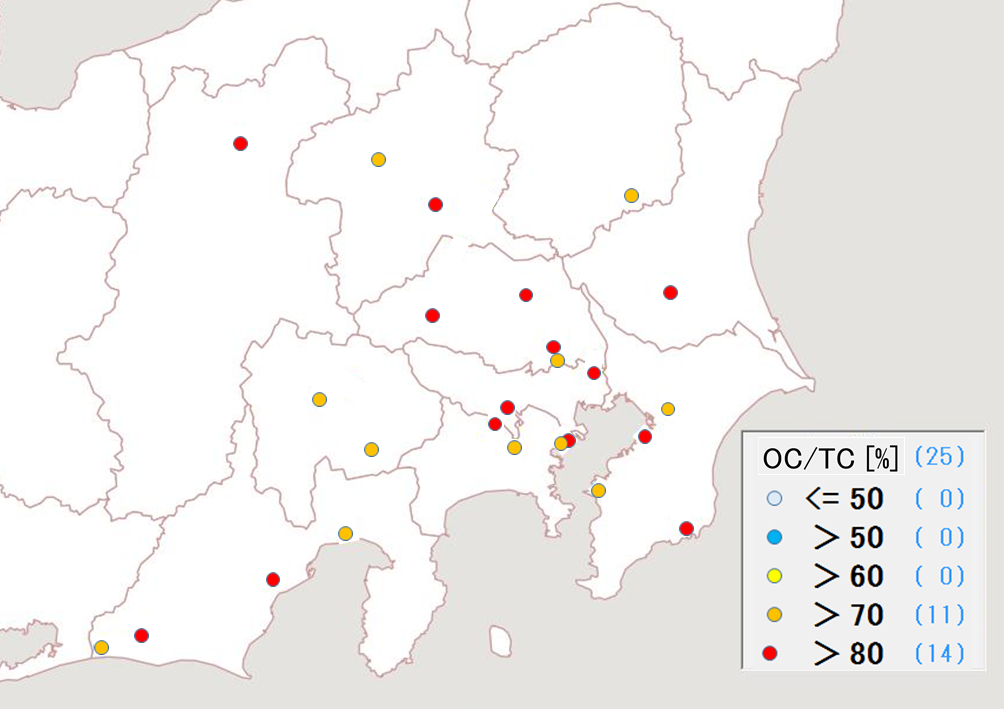 OC/TC [%] (25)
<= 50 ( 0)
> 50 ( 0)
> 60 ( 0)
> 70 (11)
> 80 (14)